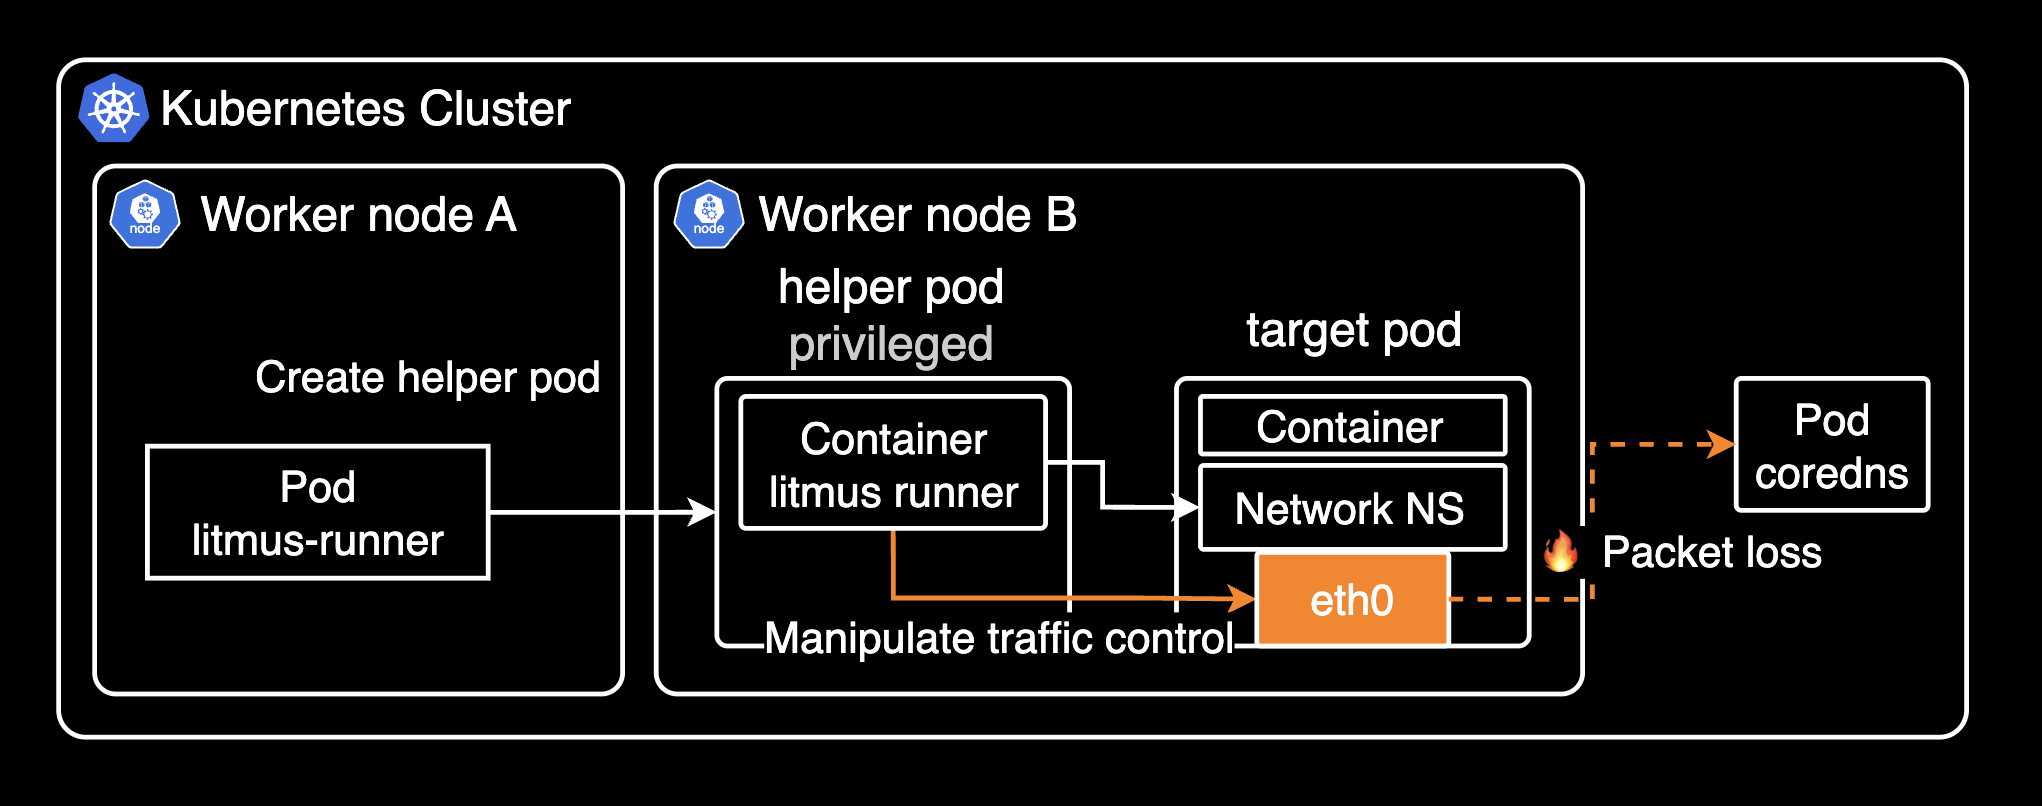 Kubernetes Cluster
node
Worker node A
node
Worker node B
helper pod
privileged
target pod
Create helper pod
Pod
litmus-runner
Container
litmus runner
Container
Network NS
eth0
Manipulate traffic control
Packet loss
Pod
coredns